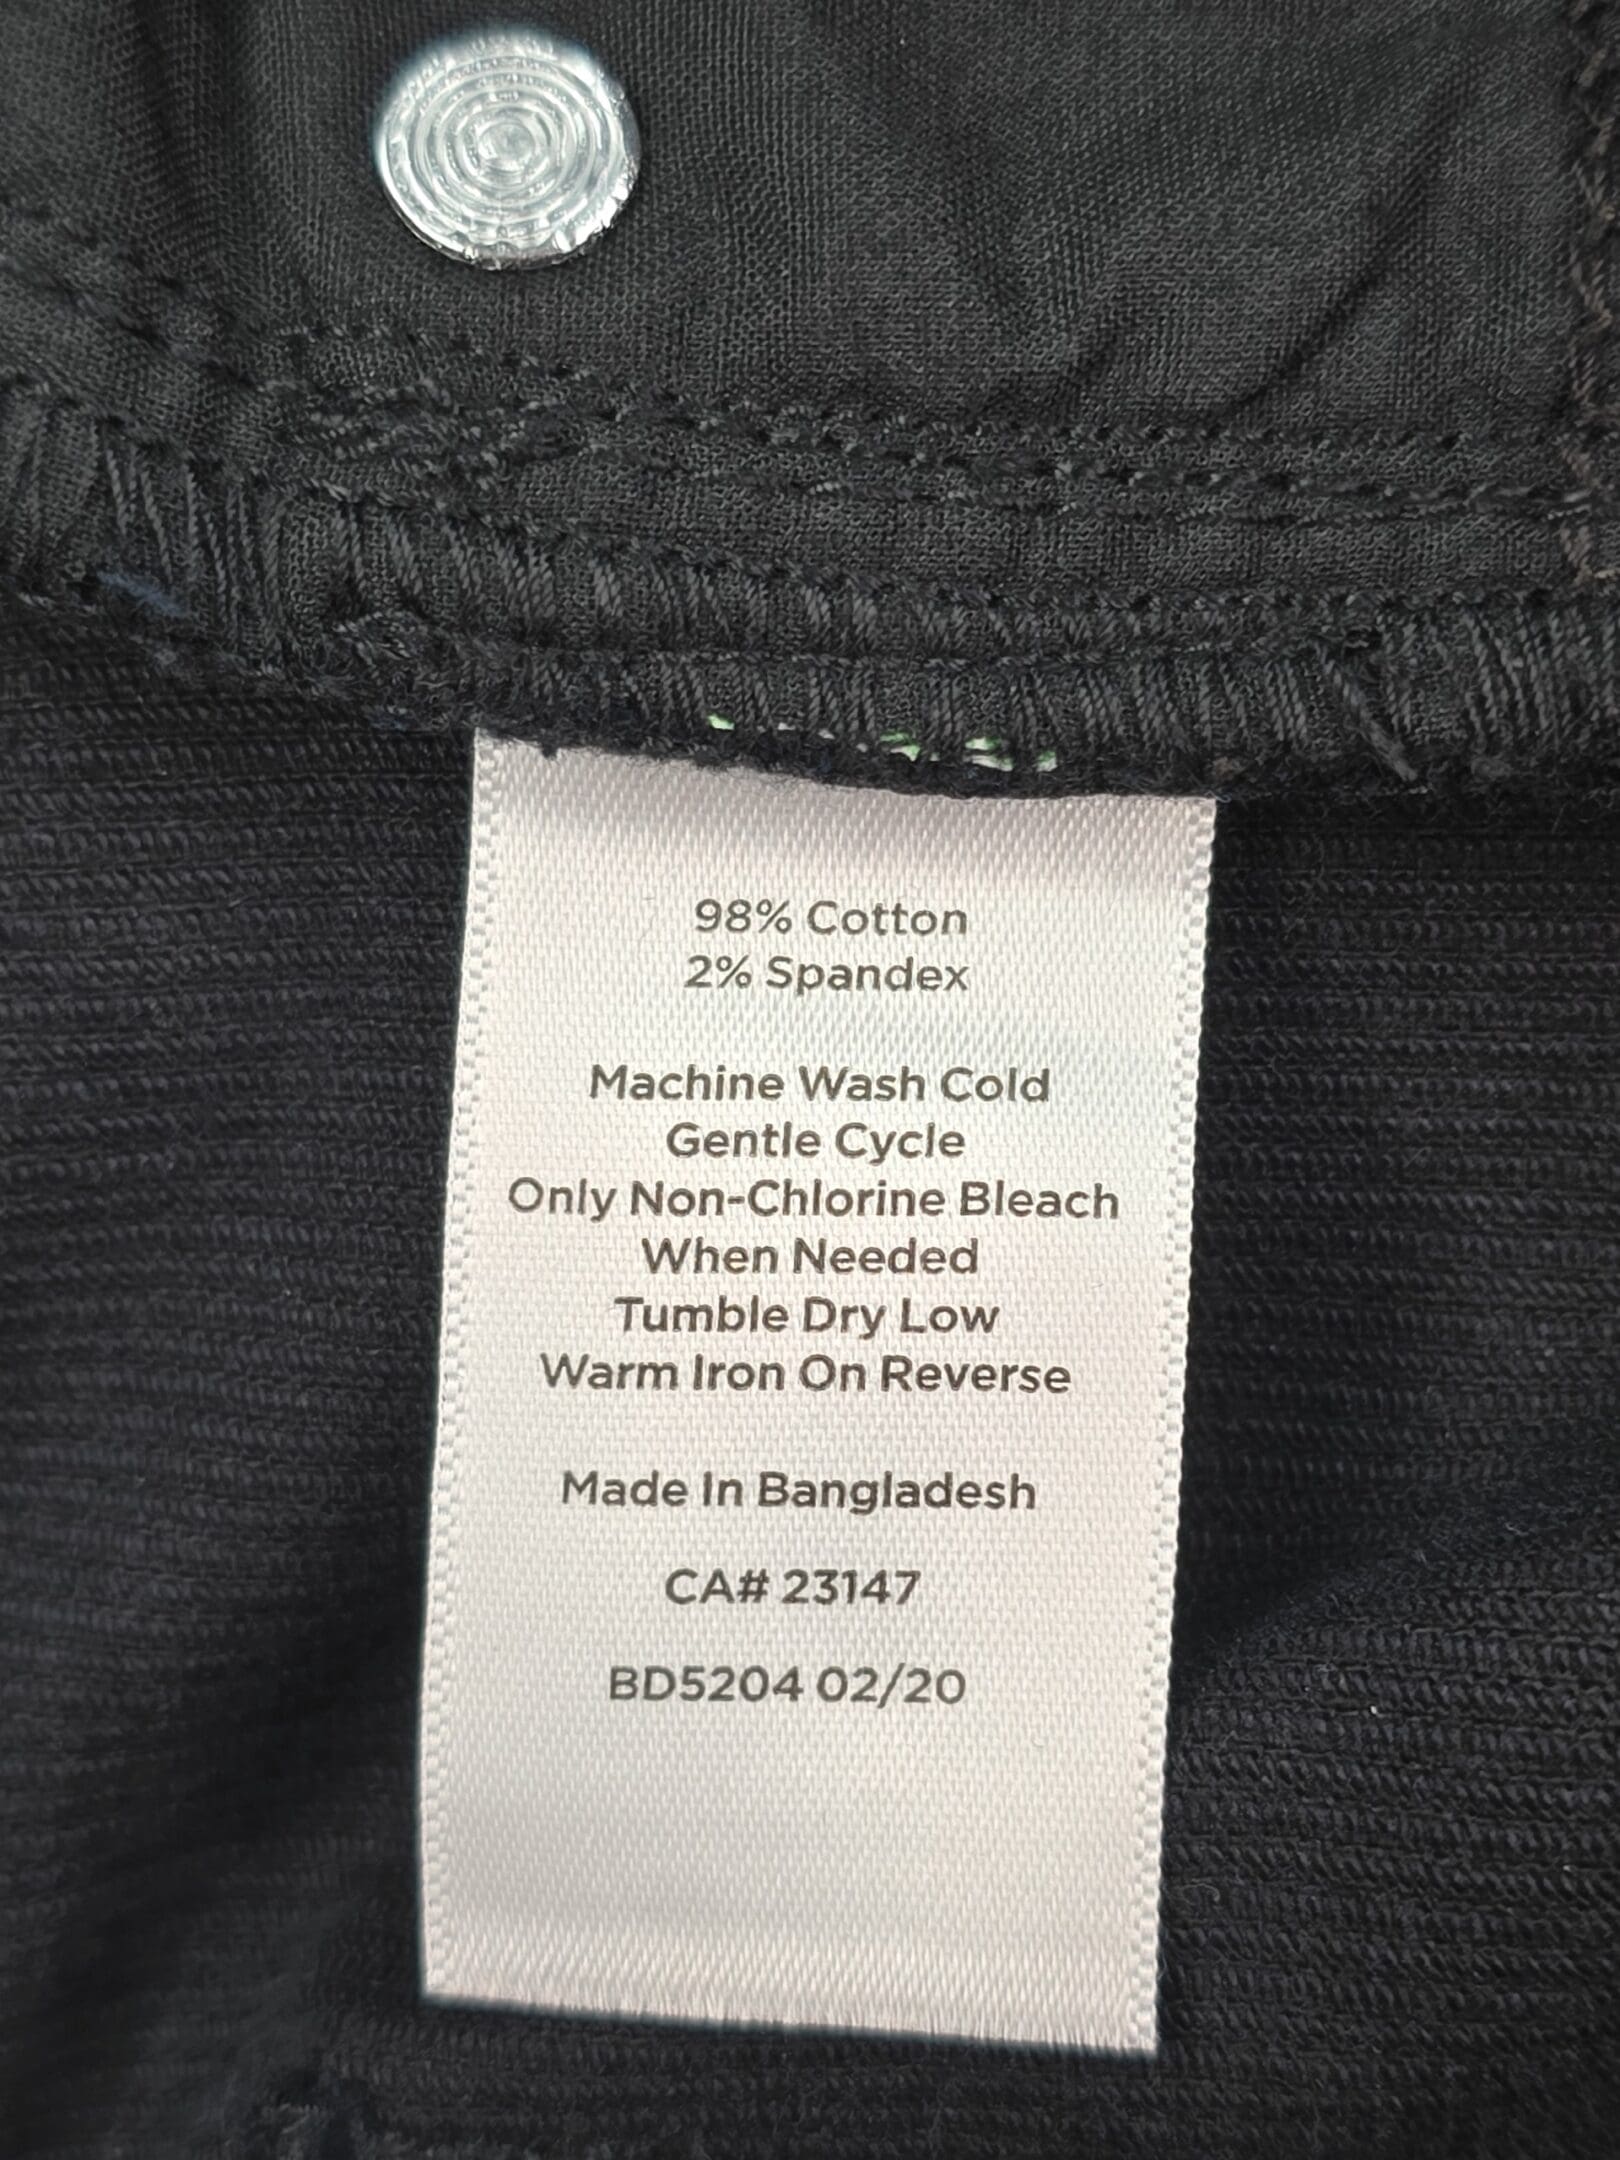 98% Cotton
2% Spandex
Machine Wash Cold
Gentle Cycle
Only Non-Chlorine Bleach
When Needed
Tumble Dry Low
Warm Iron On Reverse
Made In Bangladesh
CA# 23147
BD5204 02/20